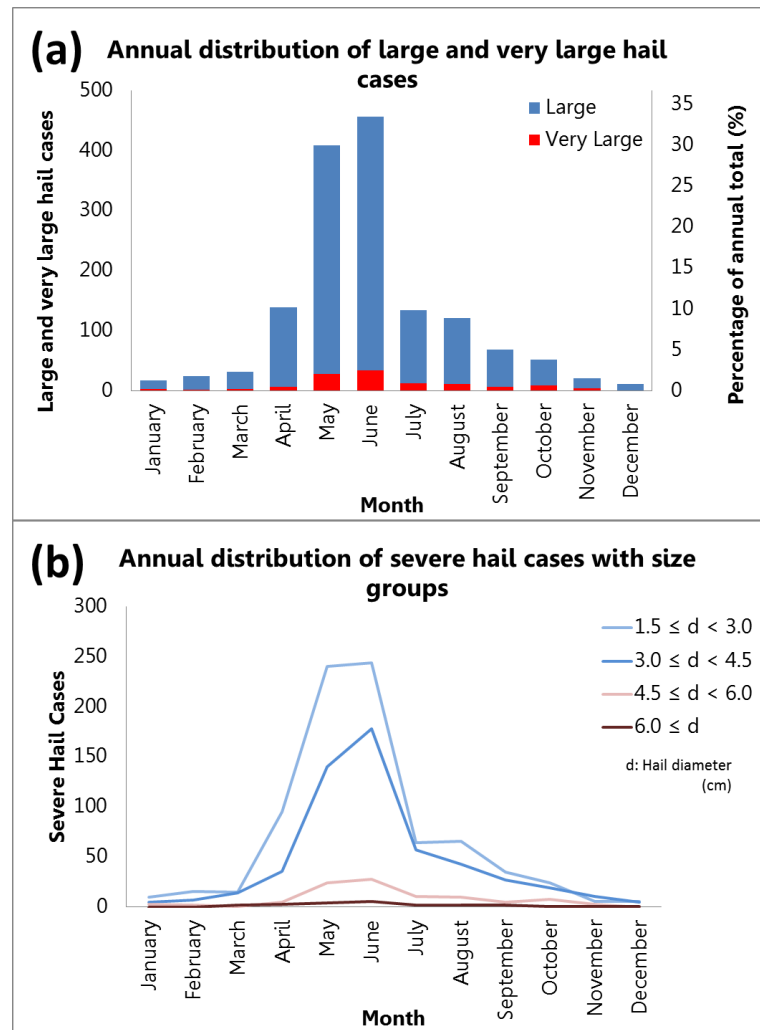 (a)
Annual distribution of large and very large hail
cases
Large and very large hail cases
500
400
300
200
100
0
Large
Very Large
35
30
25
20
15
10
5
0
Percentage of annual total (%)
January
February
March
April
May
June
July
August
September
October
November
December
Month
(b)
Annual distribution of severe hail cases with size
groups
Severe Hail Cases
300
250
200
150
100
50
0
1.5 ≤ d < 3.0
3.0 ≤ d < 4.5
4.5 ≤ d < 6.0
6.0 ≤ d
d: Hail diameter
(cm)
January
February
March
April
May
June
July
August
September
October
November
December
Month